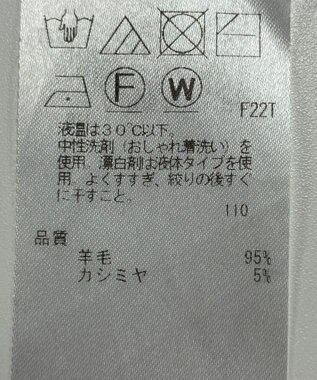 F W
F22T
液温は30℃以下。
中性洗剤（おしゃれ着洗い）を
使用。漂白剤は液体タイプを使
用。よくすすぎ、絞りの後すぐ
に干すこと。
110
品質
羊毛 95%
カシミヤ 5%